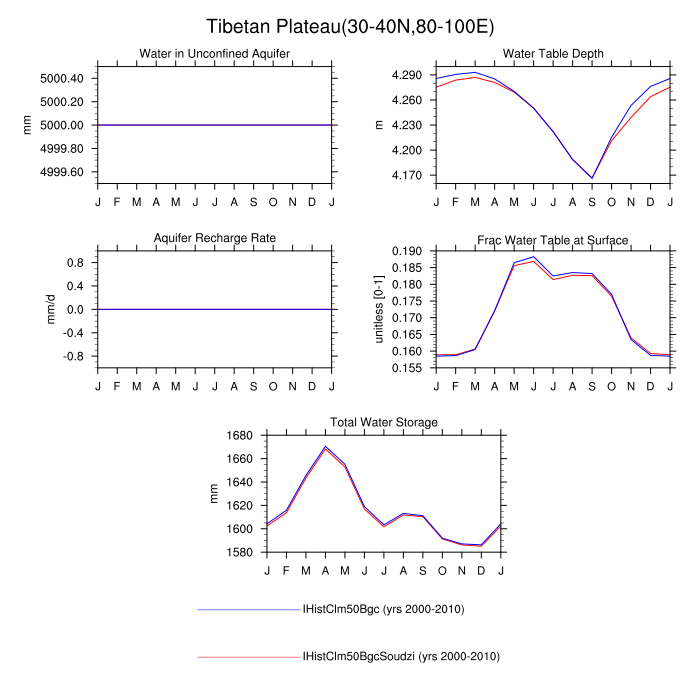 Tibetan Plateau(30-40N,80-100E)
Water in Unconfined Aquifer
5000.40
5000.20
5000.00
4999.80
4999.60
mm
J F M A M J J A S O N D J
Water Table Depth
4.290
4.260
4.230
4.200
4.170
m
J F M A M J J A S O N D J
Aquifer Recharge Rate
0.8
0.4
0.0
-0.4
-0.8
mm/d
J F M A M J J A S O N D J
Frac Water Table at Surface
0.190
0.185
0.180
0.175
0.170
0.165
0.160
0.155
unitless [0-1]
J F M A M J J A S O N D J
Total Water Storage
1680
1660
1640
1620
1600
1580
mm
J F M A M J J A S O N D J
IHistClm50Bgc (yrs 2000-2010)
IHistClm50BgcSoudzi (yrs 2000-2010)